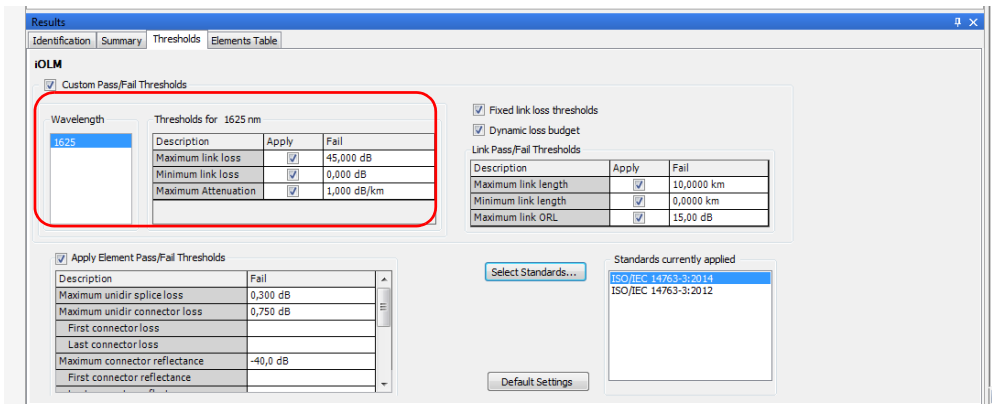 Results
Identification Summary Thresholds Elements Table
iOLM
Custom Pass/Fail Thresholds
Wavelength
1625
Thresholds for 1625 nm
Description Apply Fail
Maximum link loss 45,000 dB
Minimum link loss 0,000 dB
Maximum Attenuation 1,000 dB/km
Fixed link loss thresholds
Dynamic loss budget
Link Pass/Fail Thresholds
Description Apply Fail
Maximum link length 10,0000 km
Minimum link length 0,0000 km
Maximum link ORL 15,00 dB
Apply Element Pass/Fail Thresholds
Description Fail
Maximum unidir splice loss 0,300 dB
Maximum unidir connector loss 0,750 dB
First connector loss
Last connector loss
Maximum connector reflectance -40,0 dB
First connector reflectance
Select Standards...
Default Settings
Standards currently applied
ISO/IEC 14763-3:2014
ISO/IEC 14763-3:2012